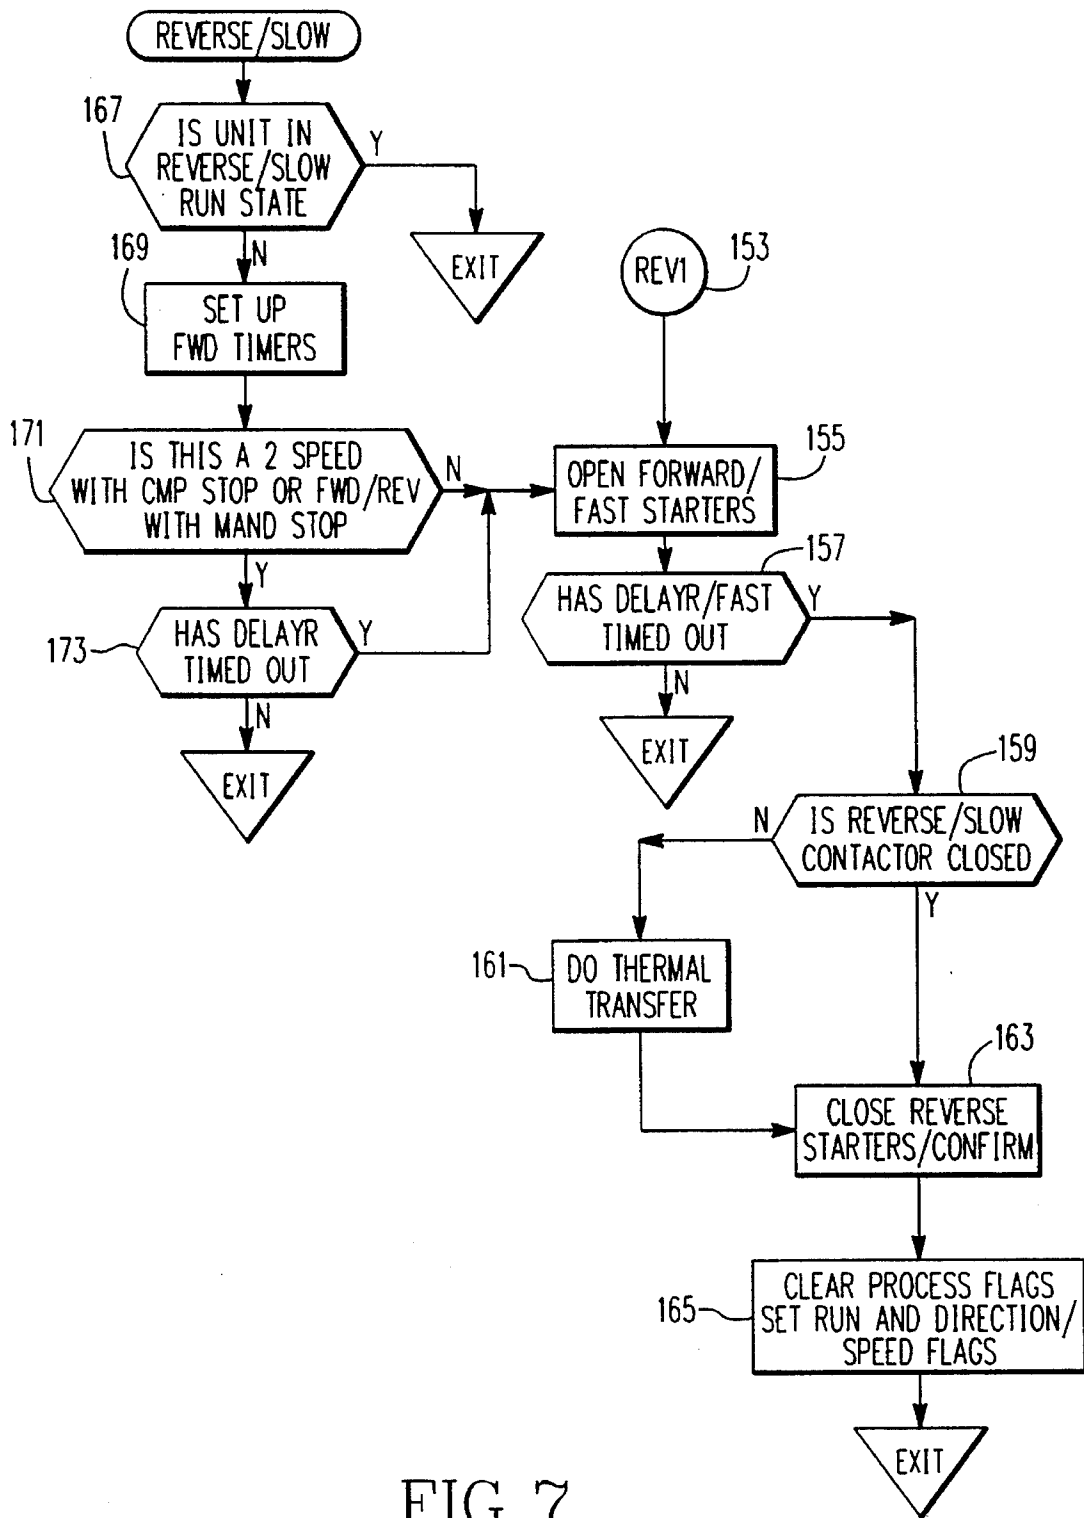 REVERSE/SLOW
167
IS UNIT IN
REVERSE/SLOW
RUN STATE
Y
EXIT
N
169
SET UP
FWD TIMERS
171
IS THIS A 2 SPEED
WITH CMP STOP OR FWD/REV
WITH MAND STOP
N
Y
173
HAS DELAYR
TIMED OUT
Y
N
EXIT
REV1
153
155
OPEN FORWARD/
FAST STARTERS
157
HAS DELAYR/FAST
TIMED OUT
Y
N
EXIT
159
IS REVERSE/SLOW
CONTACTOR CLOSED
N
Y
161
DO THERMAL
TRANSFER
163
CLOSE REVERSE
STARTERS/CONFIRM
165
CLEAR PROCESS FLAGS
SET RUN AND DIRECTION/
SPEED FLAGS
EXIT
FIG. 7